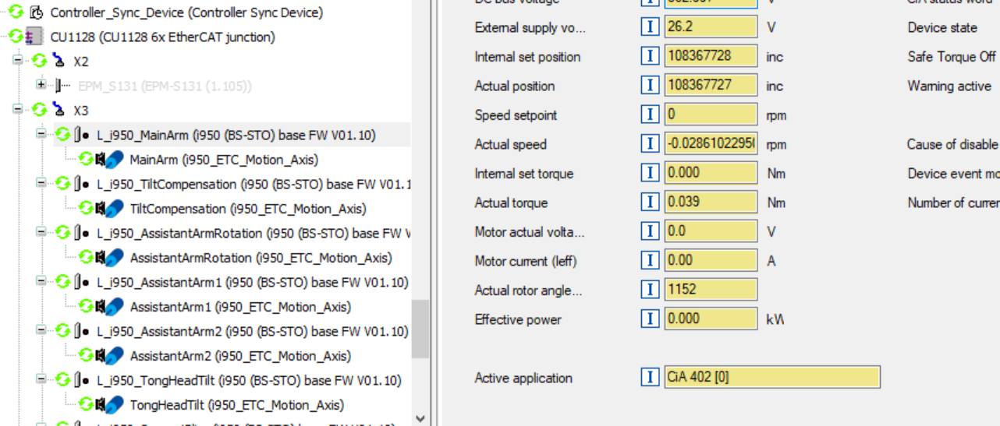 Controller_Sync_Device (Controller Sync Device)
CU1128 (CU1128 6x EtherCAT junction)
X2
EPM_S131 (EPM-S131 (1.105))
X3
L_i950_MainArm (i950 (BS-STO) base FW V01.10)
MainArm (i950_ETC_Motion_Axis)
L_i950_TiltCompensation (i950 (BS-STO) base FW V01.1
TiltCompensation (i950_ETC_Motion_Axis)
L_i950_AssistantArmRotation (i950 (BS-STO) base FW V
AssistantArmRotation (i950_ETC_Motion_Axis)
L_i950_AssistantArm1 (i950 (BS-STO) base FW V01.10)
AssistantArm1 (i950_ETC_Motion_Axis)
L_i950_AssistantArm2 (i950 (BS-STO) base FW V01.10)
AssistantArm2 (i950_ETC_Motion_Axis)
L_i950_TongHeadTilt (i950 (BS-STO) base FW V01.10)
TongHeadTilt (i950_ETC_Motion_Axis)
DC bus voltage V CiA status word
External supply vo... I 26.2 V Device state
Internal set position I 108367728 inc Safe Torque Off
Actual position I 108367727 inc Warning active
Speed setpoint I 0 rpm
Actual speed I -0.0286102295 rpm Cause of disable
Internal set torque I 0.000 Nm Device event mo
Actual torque I 0.039 Nm Number of curren
Motor actual volta... I 0.0 V
Motor current (Ieff) I 0.00 A
Actual rotor angle... I 1152
Effective power I 0.000 kW
Active application I CiA 402 [0]